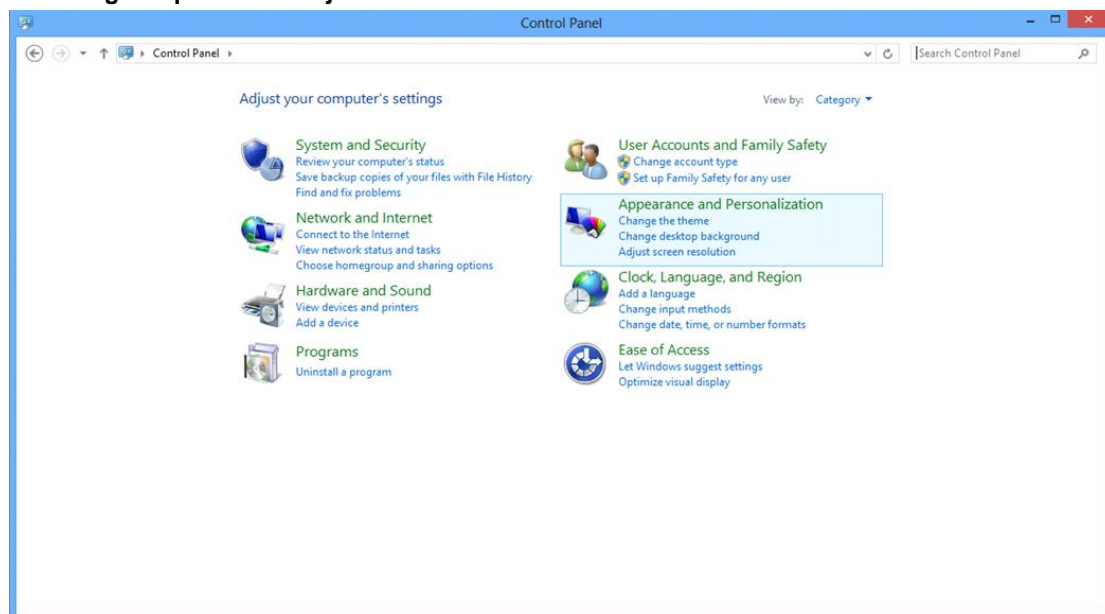 Control Panel
Control Panel
Search Control Panel
Adjust your computer's settings
View by: Category
System and Security
Review your computer's status
Save backup copies of your files with File History
Find and fix problems
Network and Internet
Connect to the Internet
View network status and tasks
Choose homegroup and sharing options
Hardware and Sound
View devices and printers
Add a device
Programs
Uninstall a program
User Accounts and Family Safety
Change account type
Set up Family Safety for any user
Appearance and Personalization
Change the theme
Change desktop background
Adjust screen resolution
Clock, Language, and Region
Add a language
Change input methods
Change date, time, or number formats
Ease of Access
Let Windows suggest settings
Optimize visual display